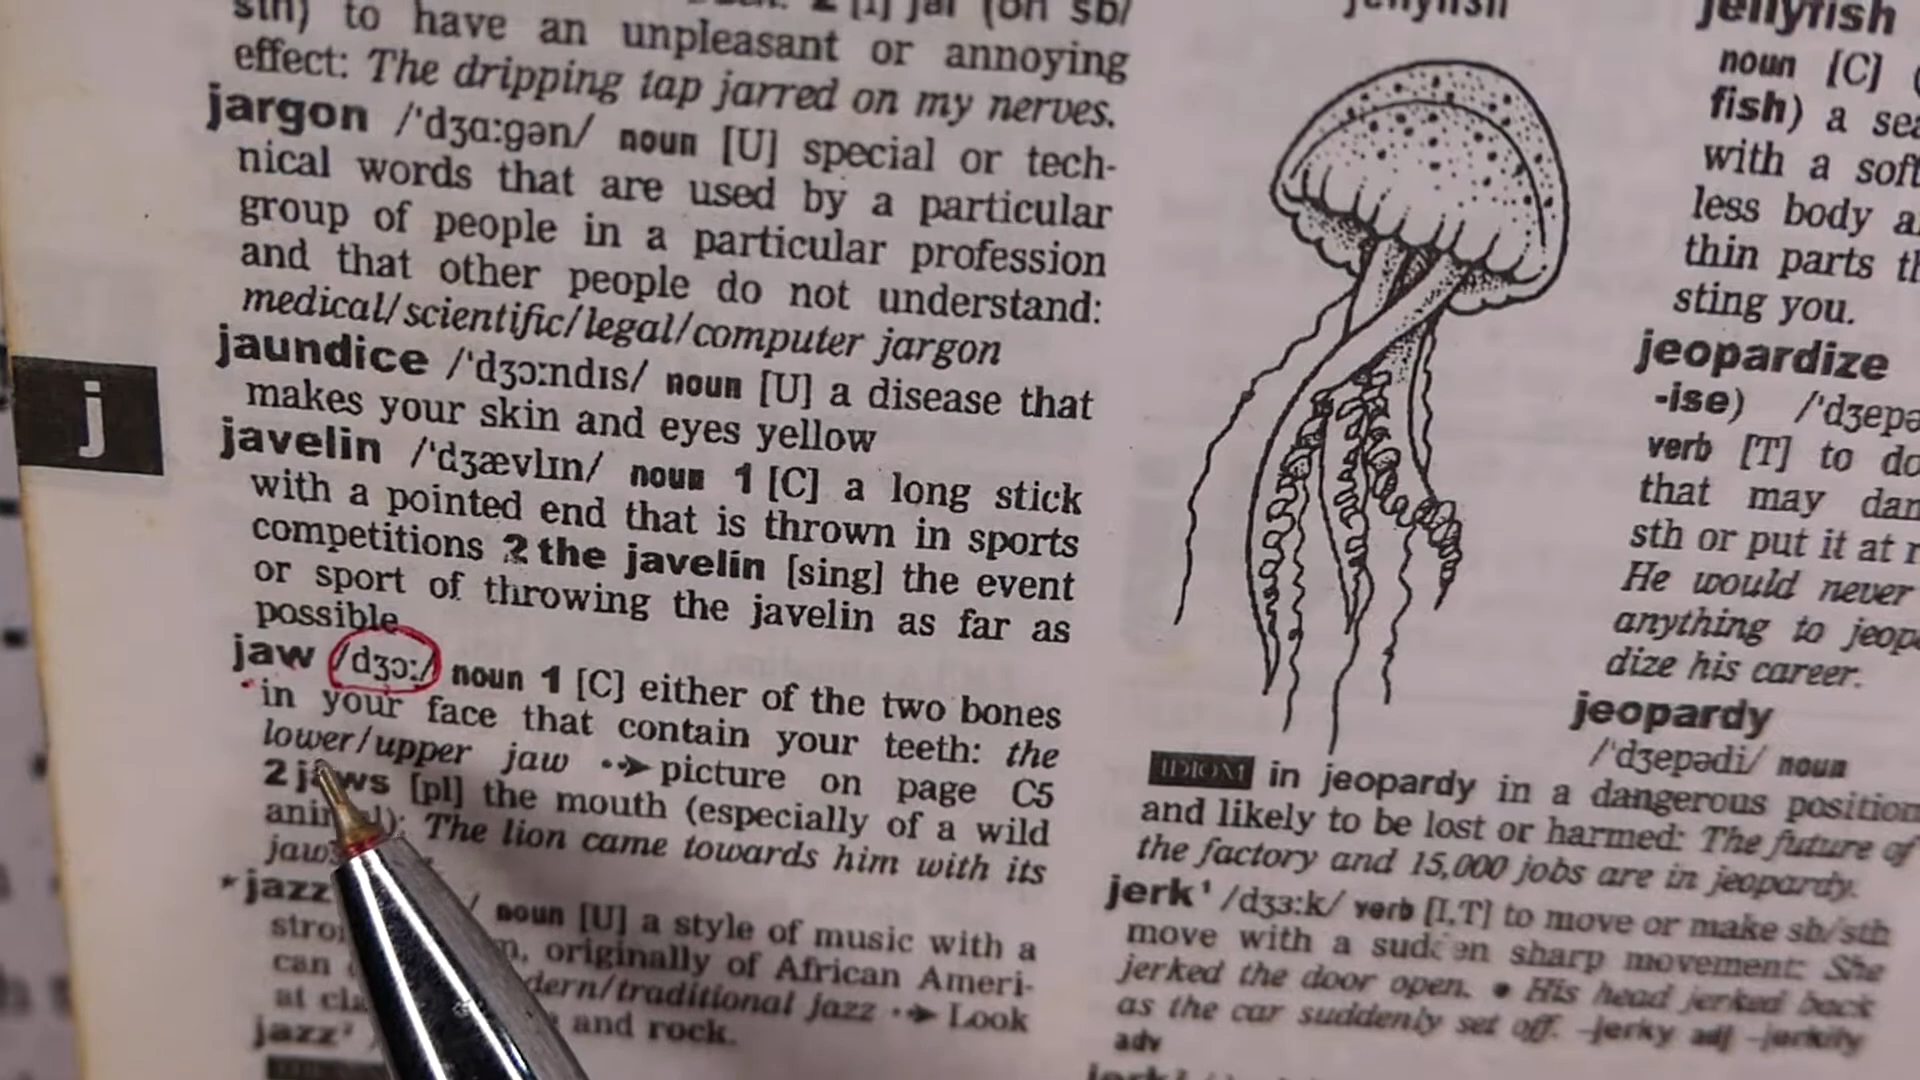 sth) to have an unpleasant or annoying
effect: The dripping tap jarred on my nerves.
jargon /ˈdʒɑːgən/ noun [U] special or tech-
nical words that are used by a particular
group of people in a particular profession
and that other people do not understand:
medical/scientific/legal/computer jargon
jaundice /ˈdʒɔːndɪs/ noun [U] a disease that
makes your skin and eyes yellow
javelin /ˈdʒævlɪn/ noun 1 [C] a long stick
with a pointed end that is thrown in sports
competitions 2 the javelin [sing] the event
or sport of throwing the javelin as far as
possible
jaw /dʒɔː/ noun 1 [C] either of the two bones
in your face that contain your teeth: the
lower/upper jaw ➔ picture on page C5
2 jaws [pl] the mouth (especially of a wild
The lion came towards him with its
*jazz noun [U] a style of music with a
originally of African Ameri-
can
jazz ➔ Look
jazz² and rock.
j
jellyfish
jellyfish
noun [C] (
fish) a sea
with a soft
less body
thin parts
sting you.
jeopardize
-ise) /ˈdʒepə
verb [T] to do
that may
sth or put it at
He would never
anything to
dize his career.
jeopardy
/ˈdʒepədi/ noun
IDIOM in jeopardy in a dangerous position
and likely to be lost or harmed: The future of
the factory and 15,000 jobs are in jeopardy.
jerk¹ /dʒɜːk/ verb [I,T] to move or make sb/sth
move with a sudden sharp movement: She
jerked the door open. • His head jerked back
as the car suddenly set off. –jerky adj –jerkily
adv